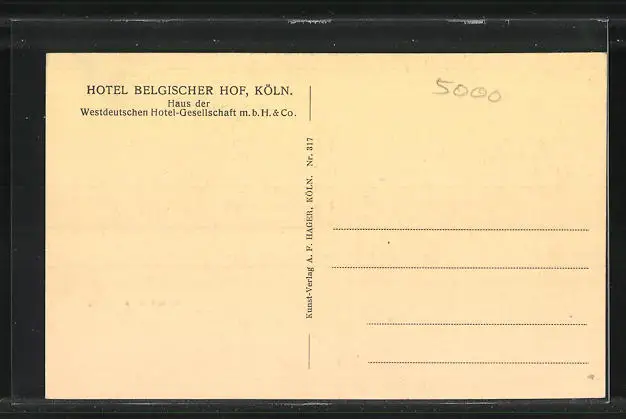 HOTEL BELGISCHER HOF, KÖLN.
Haus der
Westdeutschen Hotel-Gesellschaft m.b.H.&Co.
Kunst-Verlag A. F. HAGER, KÖLN. Nr. 317
5000